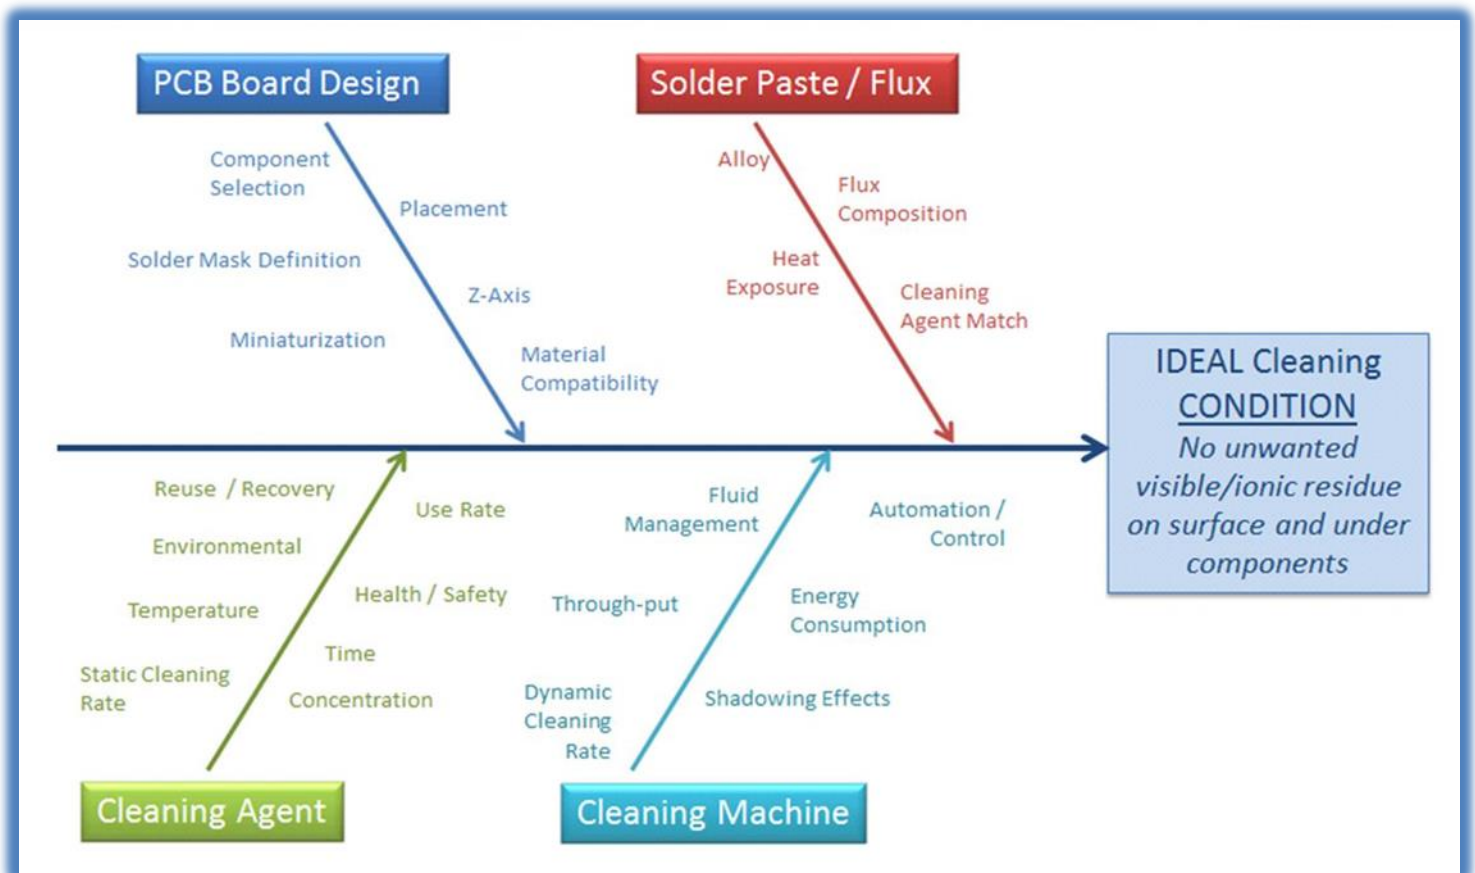 PCB Board Design
Solder Paste / Flux
Component
Selection
Placement
Solder Mask Definition
Z-Axis
Miniaturization
Material
Compatibility
Alloy
Flux
Composition
Heat
Exposure
Cleaning
Agent Match
IDEAL Cleaning
CONDITION
No unwanted
visible/ionic residue
on surface and under
components
Reuse / Recovery
Use Rate
Environmental
Health / Safety
Temperature
Time
Static Cleaning
Rate
Concentration
Cleaning Agent
Fluid
Management
Automation /
Control
Through-put
Energy
Consumption
Dynamic
Cleaning
Rate
Shadowing Effects
Cleaning Machine